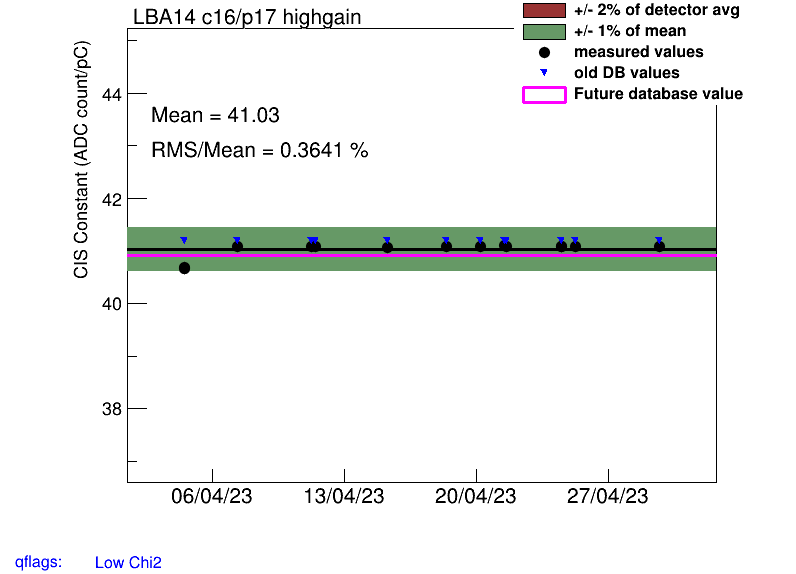 LBA14 c16/p17 highgain
+/- 2% of detector avg
+/- 1% of mean
measured values
old DB values
Future database value
CIS Constant (ADC count/pC)
Mean = 41.03
RMS/Mean = 0.3641 %
44
42
40
38
06/04/23 13/04/23 20/04/23 27/04/23
qflags: Low Chi2